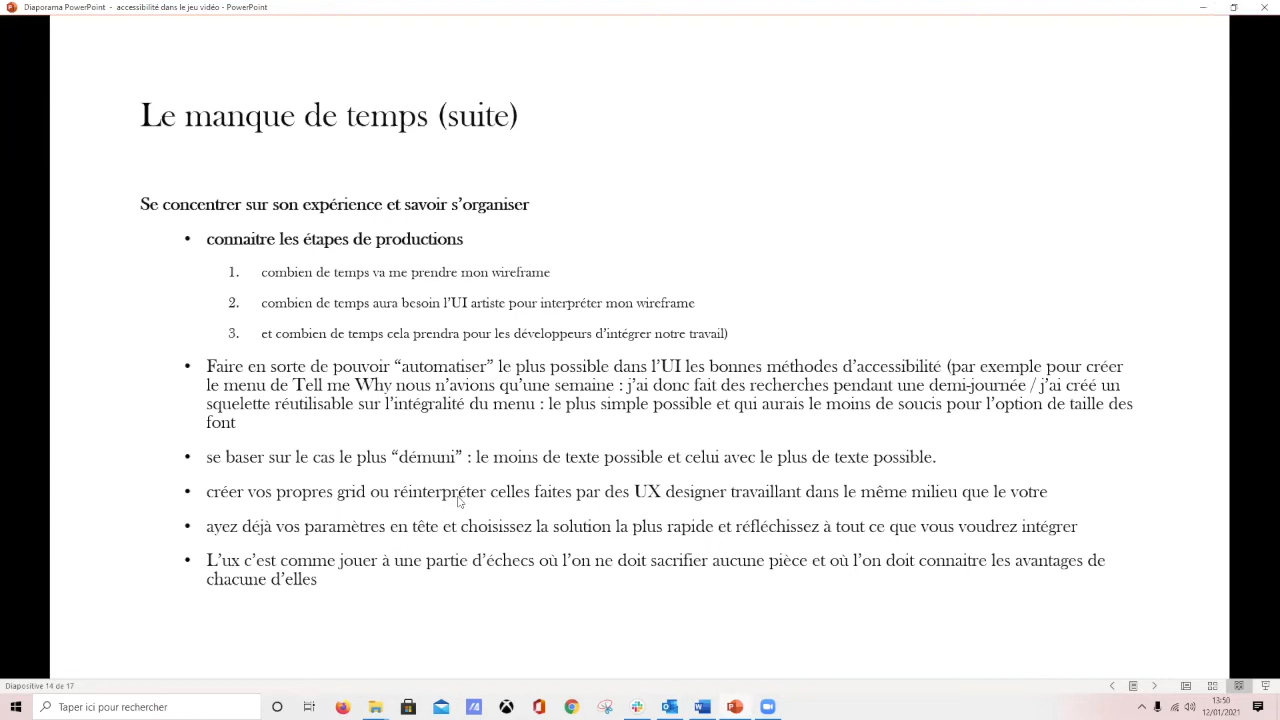 Diaporama PowerPoint - accessibilité dans le jeu vidéo - PowerPoint
Le manque de temps (suite)
Se concentrer sur son expérience et savoir s’organiser
• connaitre les étapes de productions
1. combien de temps va me prendre mon wireframe
2. combien de temps aura besoin l’UI artiste pour interpréter mon wireframe
3. et combien de temps cela prendra pour les développeurs d’intégrer notre travail)
• Faire en sorte de pouvoir “automatiser” le plus possible dans l’UI les bonnes méthodes d’accessibilité (par exemple pour créer
le menu de Tell me Why nous n’avions qu’une semaine : j’ai donc fait des recherches pendant une demi-journée / j’ai créé un
squelette réutilisable sur l’intégralité du menu : le plus simple possible et qui aurais le moins de soucis pour l’option de taille des
font
• se baser sur le cas le plus “démuni” : le moins de texte possible et celui avec le plus de texte possible.
• créer vos propres grid ou réinterpréter celles faites par des UX designer travaillant dans le même milieu que le votre
• ayez déjà vos paramètres en tête et choisissez la solution la plus rapide et réfléchissez à tout ce que vous voudrez intégrer
• L’ux c’est comme jouer à une partie d’échecs où l’on ne doit sacrifier aucune pièce et où l’on doit connaitre les avantages de
chacune d’elles
Diapositive 14 de 17
Taper ici pour rechercher
13:50
12/01/2021